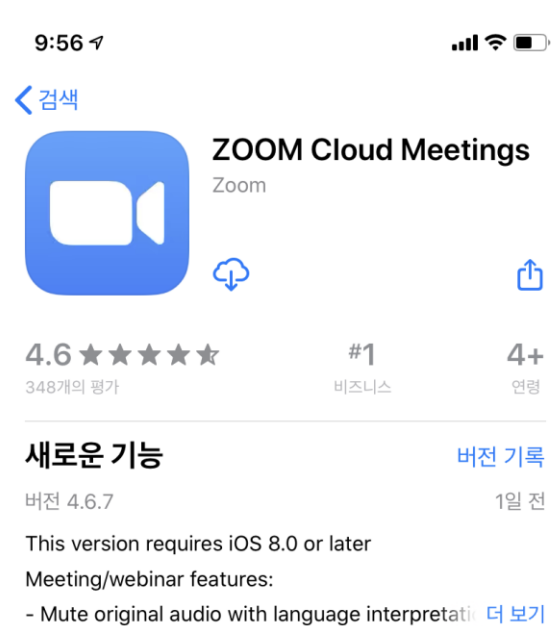 9:56
검색
ZOOM Cloud Meetings
Zoom
4.6 #1 4+
348개의 평가 비즈니스 연령
새로운 기능 버전 기록
버전 4.6.7 1일 전
This version requires iOS 8.0 or later
Meeting/webinar features:
- Mute original audio with language interpretati 더 보기